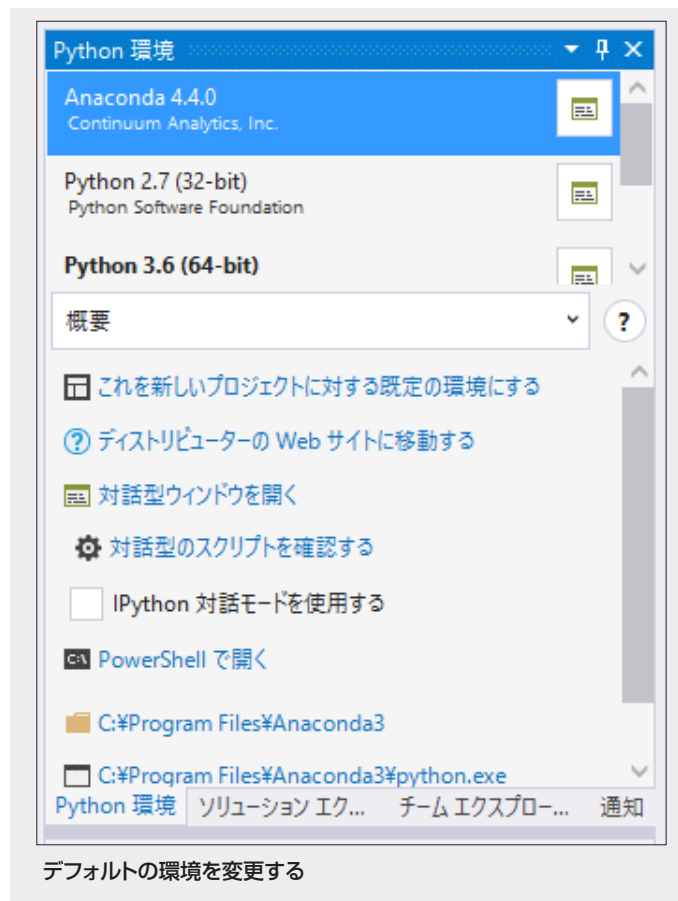 Python 環境
Anaconda 4.4.0
Continuum Analytics, Inc.
Python 2.7 (32-bit)
Python Software Foundation
Python 3.6 (64-bit)
概要
?
これを新しいプロジェクトに対する既定の環境にする
? ディストリビューターの Web サイトに移動する
対話型ウィンドウを開く
対話型のスクリプトを確認する
IPython 対話モードを使用する
C:\ PowerShell で開く
C:¥Program Files¥Anaconda3
C:¥Program Files¥Anaconda3¥python.exe
Python 環境 ソリューション エク... チーム エクスプロー... 通知
デフォルトの環境を変更する